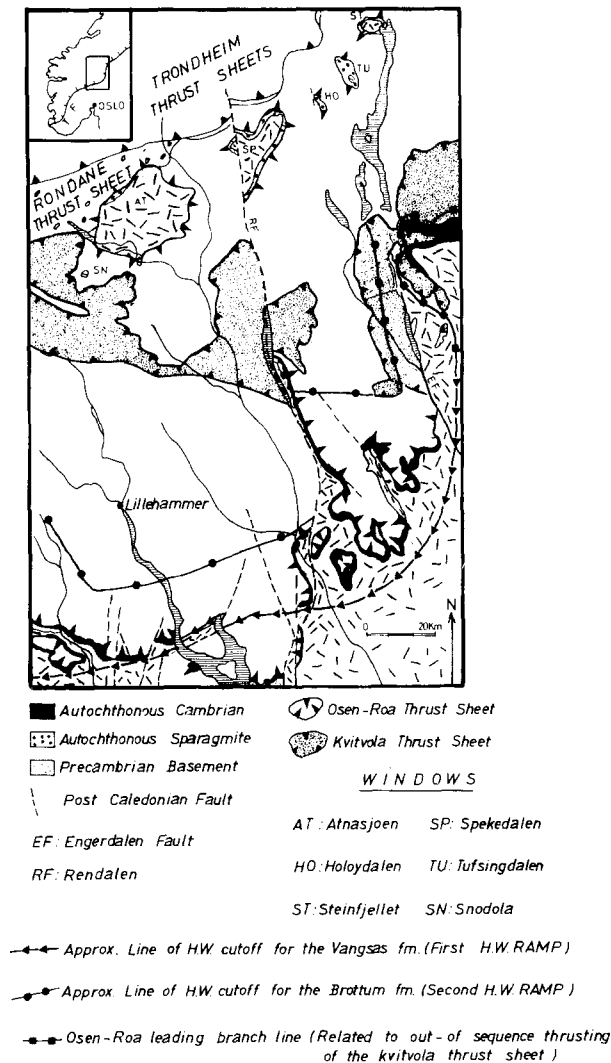 OSLO
TRONDHEIM
THRUST SHEETS
RONDANE
THRUST SHEET
ST
TU
HO
SP
RF
AT
SN
Lillehammer
N
0 20Km
Autochthonous Cambrian
Autochthonous Sparagmite
Precambrian Basement
Post Caledonian Fault
EF: Engerdalen Fault
RF: Rendalen
Osen-Roa Thrust Sheet
Kvitvola Thrust Sheet
WINDOWS
AT: Atnasjoen SP: Spekedalen
HO: Holoydalen TU: Tufsingdalen
ST: Steinfjellet SN: Snodola
Approx. Line of H.W. cutoff for the Vangsas fm. (First H.W. RAMP)
Approx. Line of H.W. cutoff for the Brottum fm. (Second H.W. RAMP)
Osen-Roa leading branch line (Related to out-of sequence thrusting
of the kvitvola thrust sheet)